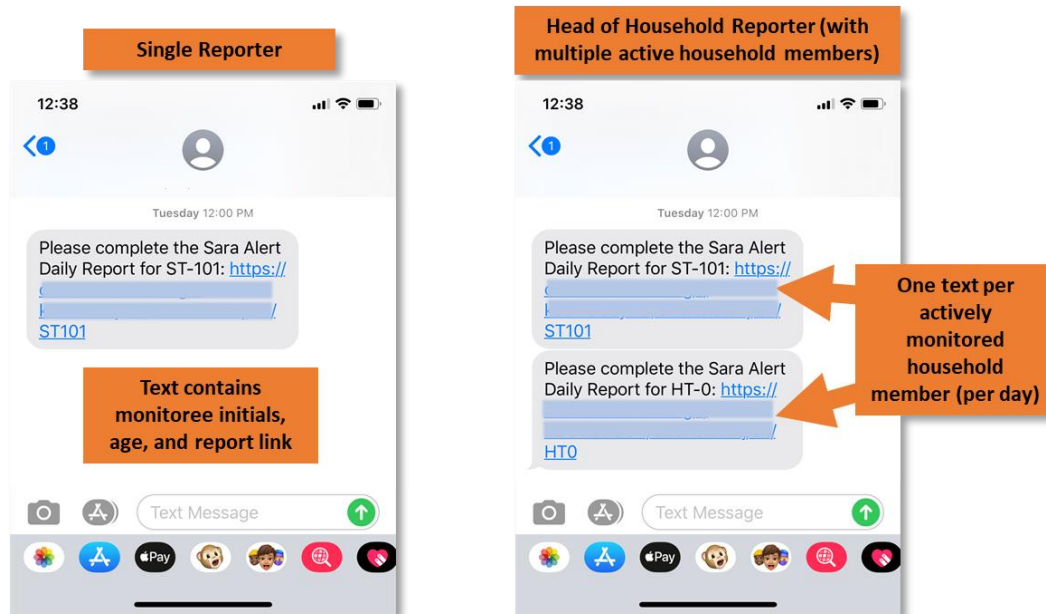 Single Reporter
12:38
1
Tuesday 12:00 PM
Please complete the Sara Alert
Daily Report for ST-101: https://
/
ST101
Text contains
monitoree initials,
age, and report link
Text Message
Pay
Head of Household Reporter (with
multiple active household members)
12:38
1
Tuesday 12:00 PM
Please complete the Sara Alert
Daily Report for ST-101: https://
/
ST101
Please complete the Sara Alert
Daily Report for HT-0: https://
/
HT0
One text per
actively
monitored
household
member (per day)
Text Message
Pay